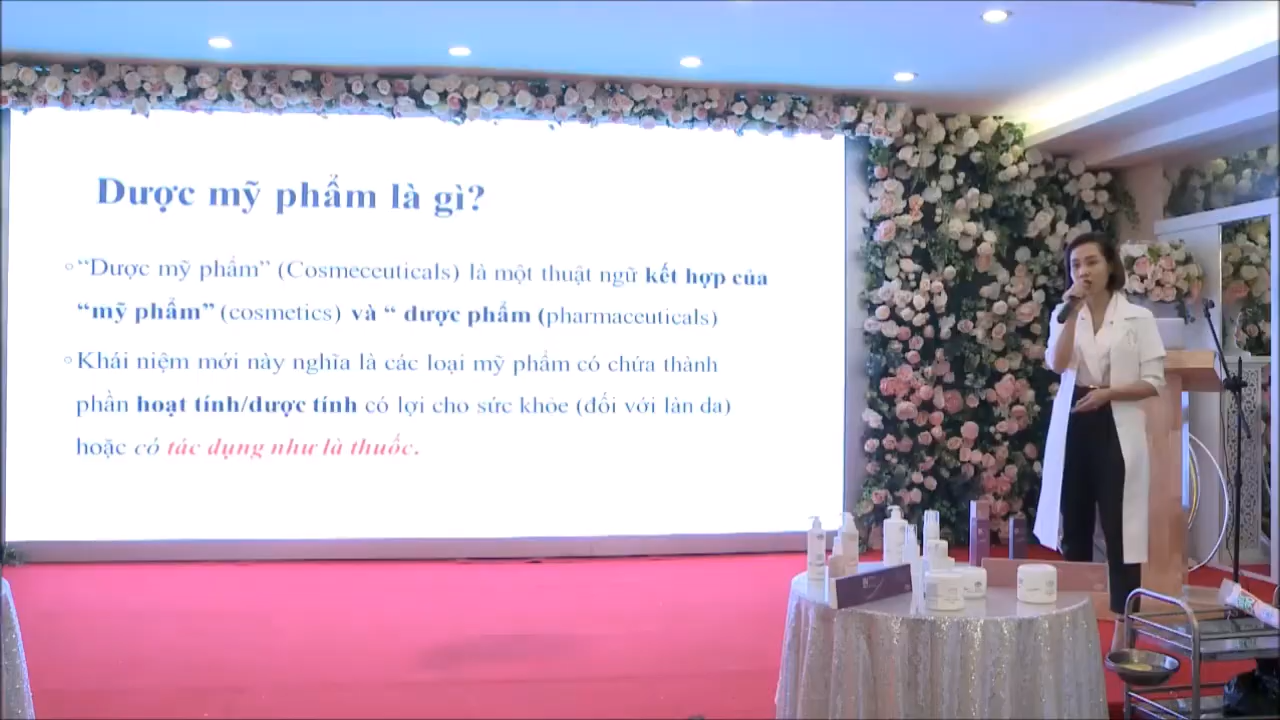 Dược mỹ phẩm là gì?
“Dược mỹ phẩm” (Cosmeceuticals) là một thuật ngữ kết hợp của
“mỹ phẩm” (cosmetics) và “ dược phẩm (pharmaceuticals)
Khái niệm mới này nghĩa là các loại mỹ phẩm có chứa thành
phần hoạt tính/dược tính có lợi cho sức khỏe (đối với làn da)
hoặc có tác dụng như là thuốc.